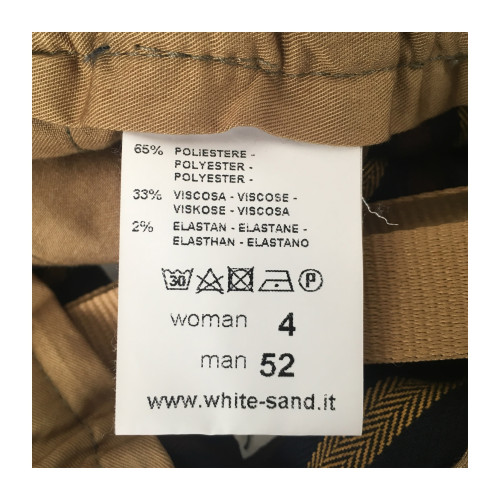 65% POLIESTERE -
POLYESTER -
POLYESTER -
33% VISCOSA - VISCOSE -
VISKOSE - VISCOSA
2% ELASTAN - ELASTANE -
ELASTHAN - ELASTANO
30 P
woman 4
man 52
www.white-sand.it